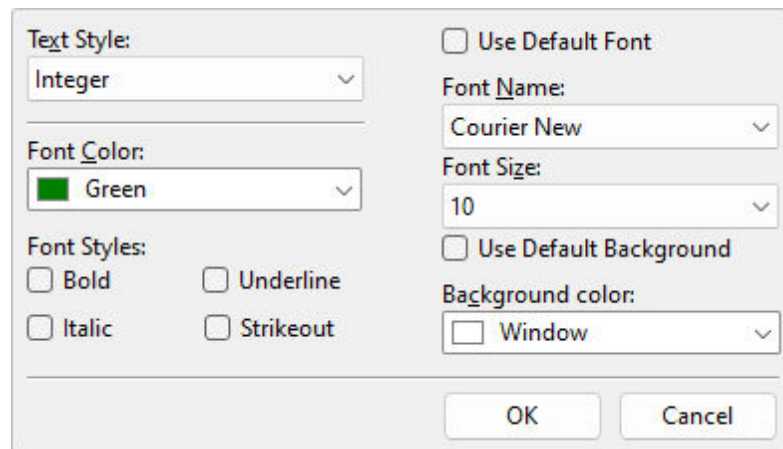 Text Style:
Integer
Font Color:
Green
Font Styles:
Bold
Underline
Italic
Strikeout
Use Default Font
Font Name:
Courier New
Font Size:
10
Use Default Background
Background color:
Window
OK
Cancel